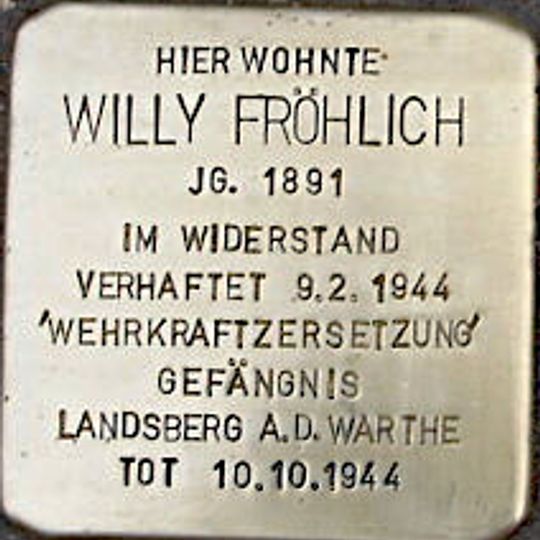 HIER WOHNTE
WILLY FRÖHLICH
JG. 1891
IM WIDERSTAND
VERHAFTET 9.2.1944
'WEHRKRAFTZERSETZUNG'
GEFÄNGNIS
LANDSBERG A.D. WARTHE
TOT 10.10.1944